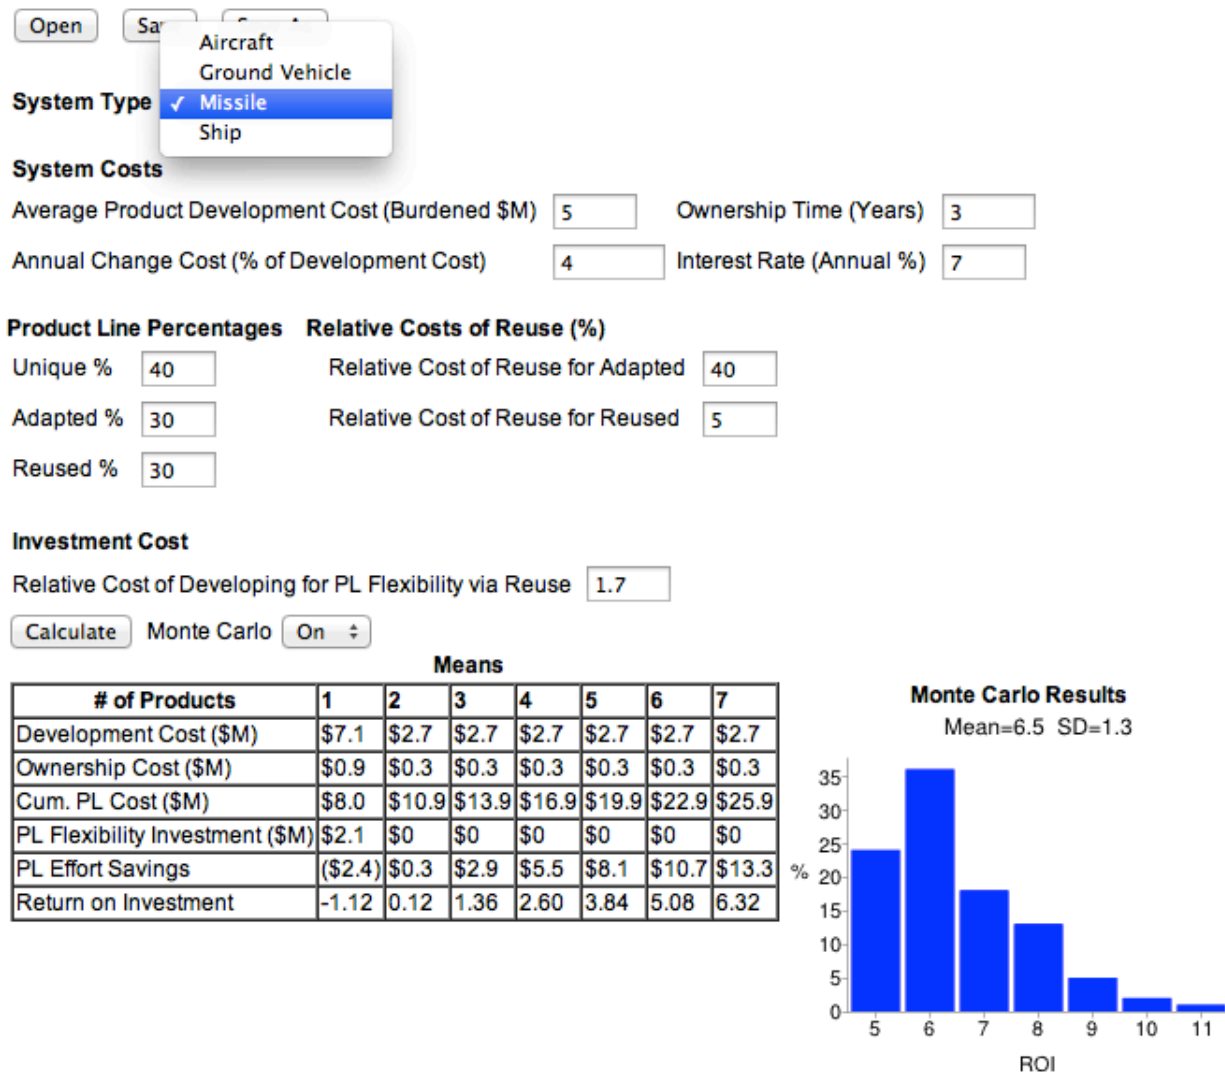 Open
Aircraft
Ground Vehicle
System Type ✓ Missile
Ship
System Costs
Average Product Development Cost (Burdened $M) 5 Ownership Time (Years) 3
Annual Change Cost (% of Development Cost) 4 Interest Rate (Annual %) 7
Product Line Percentages Relative Costs of Reuse (%)
Unique % 40 Relative Cost of Reuse for Adapted 40
Adapted % 30 Relative Cost of Reuse for Reused 5
Reused % 30
Investment Cost
Relative Cost of Developing for PL Flexibility via Reuse 1.7
Calculate Monte Carlo On
Means
# of Products 1 2 3 4 5 6 7
Development Cost ($M) $7.1 $2.7 $2.7 $2.7 $2.7 $2.7 $2.7
Ownership Cost ($M) $0.9 $0.3 $0.3 $0.3 $0.3 $0.3 $0.3
Cum. PL Cost ($M) $8.0 $10.9 $13.9 $16.9 $19.9 $22.9 $25.9
PL Flexibility Investment ($M) $2.1 $0 $0 $0 $0 $0 $0
PL Effort Savings ($2.4) $0.3 $2.9 $5.5 $8.1 $10.7 $13.3
Return on Investment -1.12 0.12 1.36 2.60 3.84 5.08 6.32
Monte Carlo Results
Mean=6.5 SD=1.3
35
30
25
% 20
15
10
5
0
5 6 7 8 9 10 11
ROI